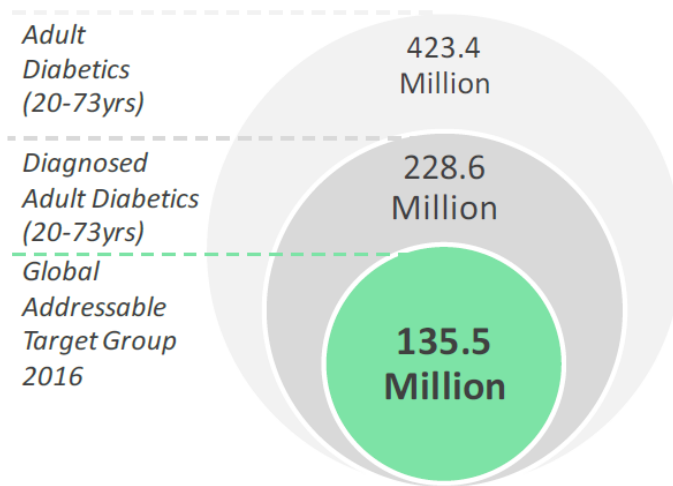 Adult
Diabetics
(20-73yrs)
423.4
Million
Diagnosed
Adult Diabetics
(20-73yrs)
228.6
Million
Global
Addressable
Target Group
2016
135.5
Million